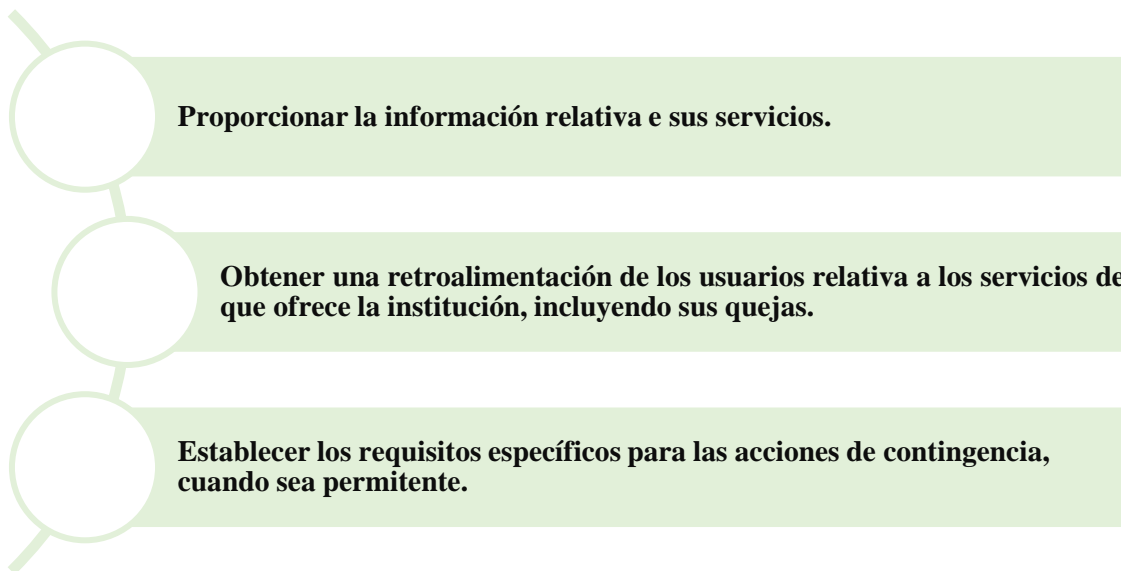 Proporcionar la información relativa e sus servicios.
Obtener una retroalimentación de los usuarios relativa a los servicios de
que ofrece la institución, incluyendo sus quejas.
Establecer los requisitos específicos para las acciones de contingencia,
cuando sea permitente.